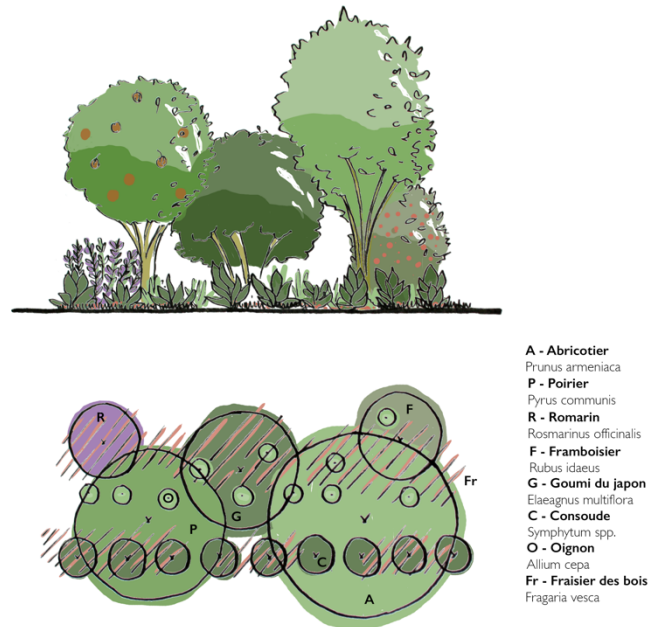 A - Abricotier
Prunus armeniaca
P - Poirier
Pyrus communis
R - Romarin
Rosmarinus officinalis
F - Framboisier
Rubus idaeus
G - Goumi du japon
Elaeagnus multiflora
C - Consoude
Symphytum spp.
O - Oignon
Allium cepa
Fr - Fraisier des bois
Fragaria vesca
R
F
Fr
O
P
G
C
A